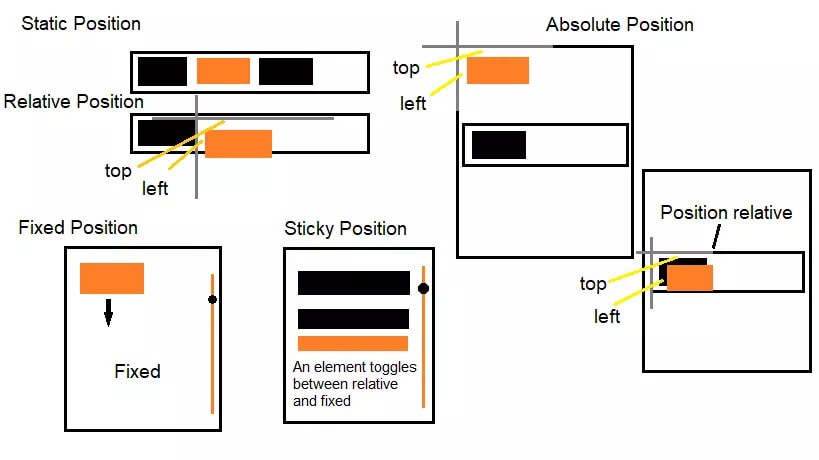 Static Position
Absolute Position
top
left
Relative Position
top
left
Position relative
top
left
Fixed Position
Fixed
Sticky Position
An element toggles
between relative
and fixed